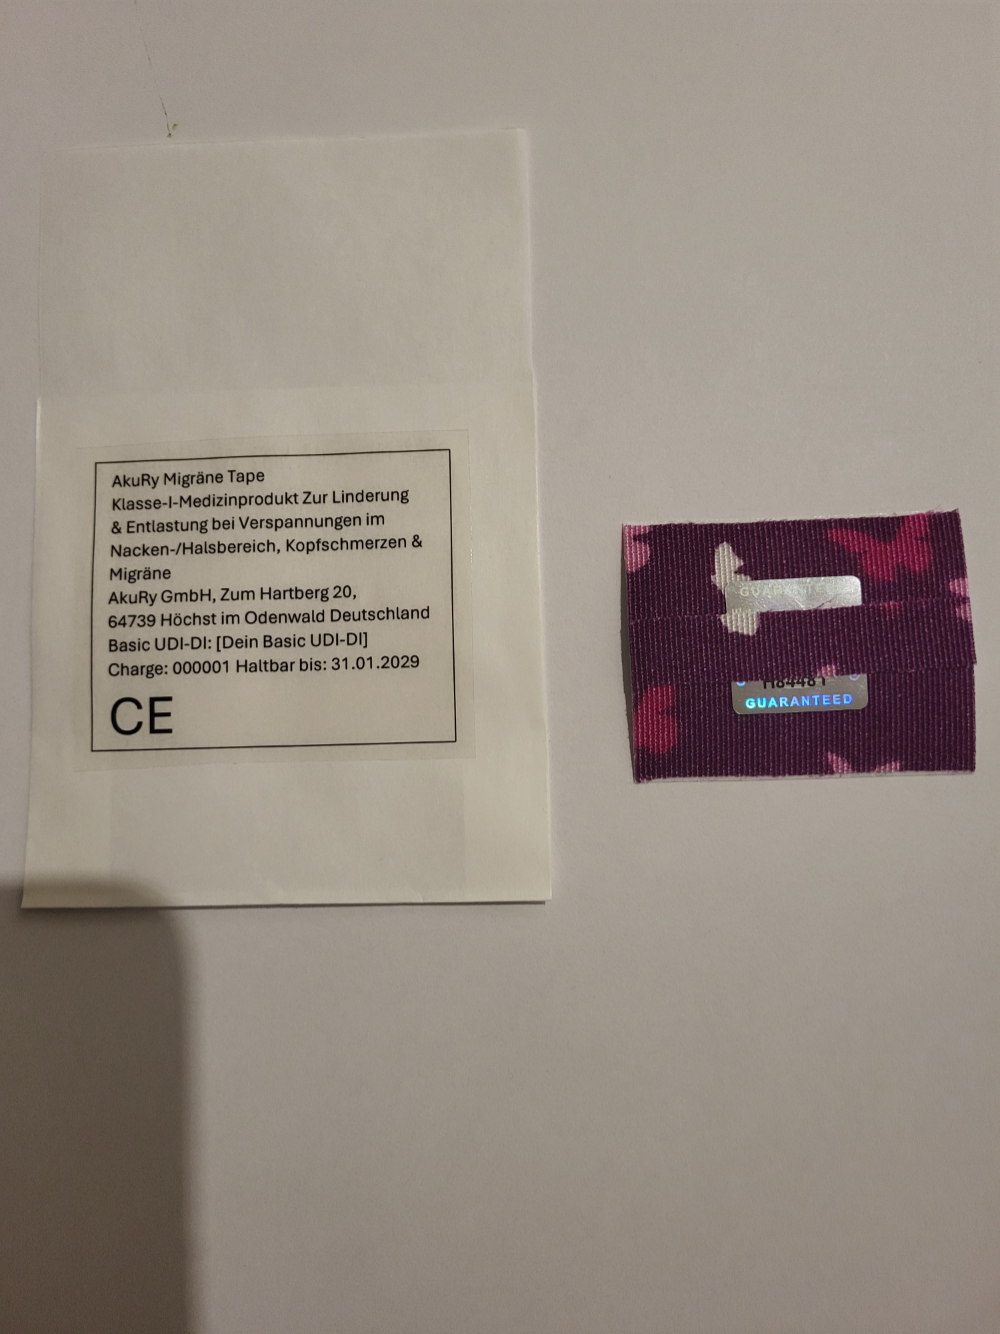 AkuRy Migräne Tape
Klasse-I-Medizinprodukt Zur Linderung
& Entlastung bei Verspannungen im
Nacken-/Halsbereich, Kopfschmerzen &
Migräne
AkuRy GmbH, Zum Hartberg 20,
64739 Höchst im Odenwald Deutschland
Basic UDI-DI: [Dein Basic UDI-DI]
Charge: 000001 Haltbar bis: 31.01.2029
CE
GUARANTEED